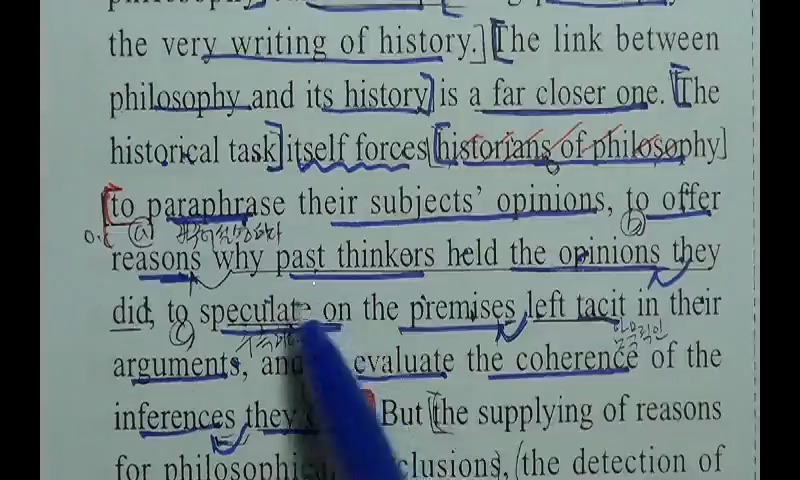 the very writing of history. The link between
philosophy and its history is a far closer one. The
historical task itself forces historians of philosophy
to paraphrase their subjects' opinions, to offer
reasons why past thinkers held the opinions they
did, to speculate on the premises left tacit in their
arguments, and evaluate the coherence of the
inferences they But the supplying of reasons
the detection of